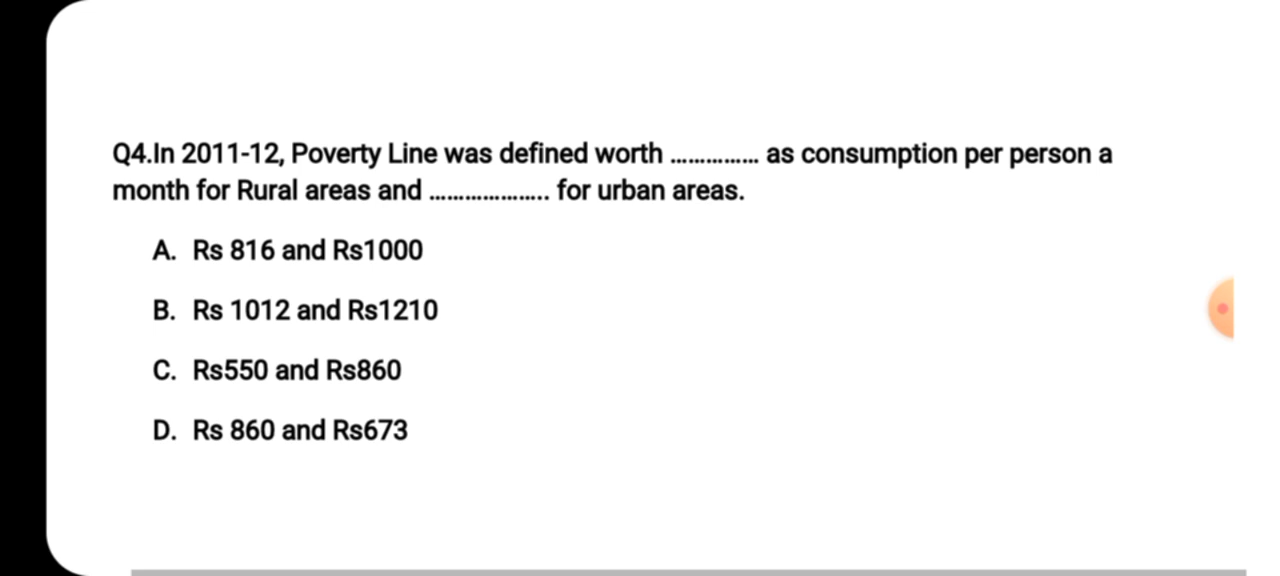 Q4.In 2011-12, Poverty Line was defined worth ............... as consumption per person a
month for Rural areas and .................... for urban areas.
A. Rs 816 and Rs1000
B. Rs 1012 and Rs1210
C. Rs550 and Rs860
D. Rs 860 and Rs673